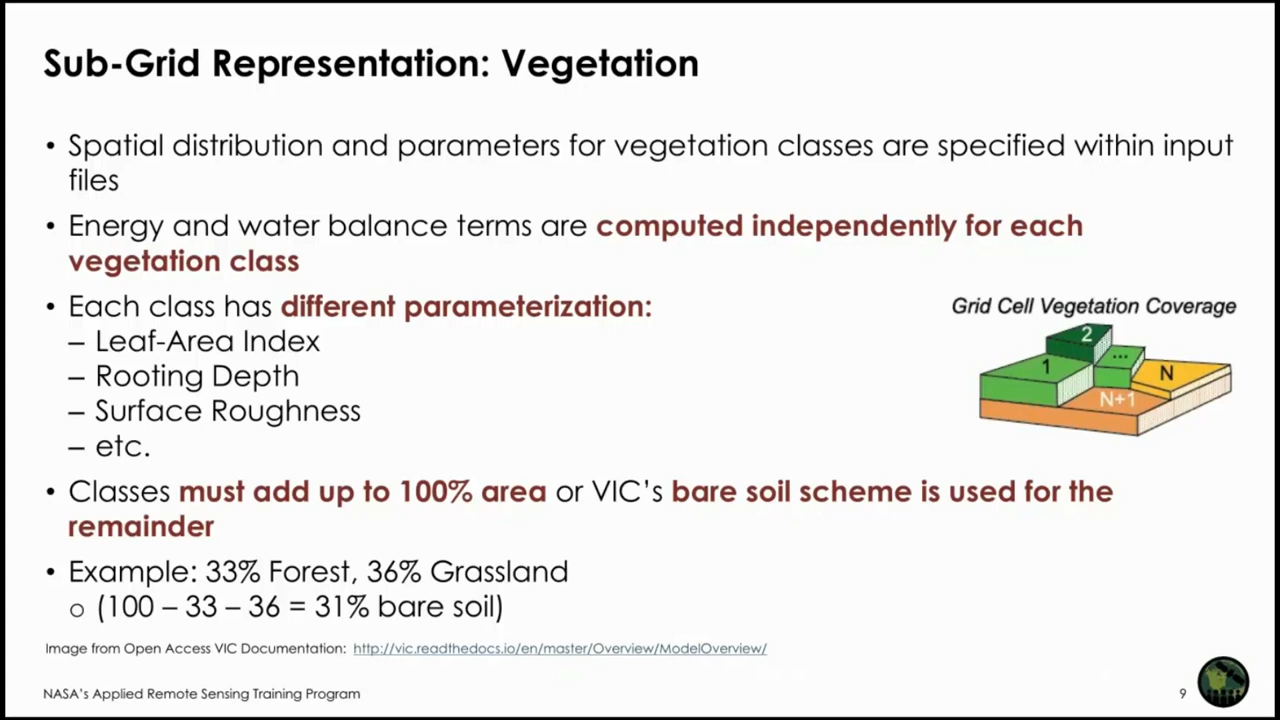 Sub-Grid Representation: Vegetation
• Spatial distribution and parameters for vegetation classes are specified within input
files
• Energy and water balance terms are computed independently for each
vegetation class
• Each class has different parameterization:
– Leaf-Area Index
– Rooting Depth
– Surface Roughness
– etc.
Grid Cell Vegetation Coverage
2
1
...
N
N+1
• Classes must add up to 100% area or VIC's bare soil scheme is used for the
remainder
• Example: 33% Forest, 36% Grassland
o (100 – 33 – 36 = 31% bare soil)
Image from Open Access VIC Documentation: http://vic.readthedocs.io/en/master/Overview/ModelOverview/
NASA's Applied Remote Sensing Training Program
9